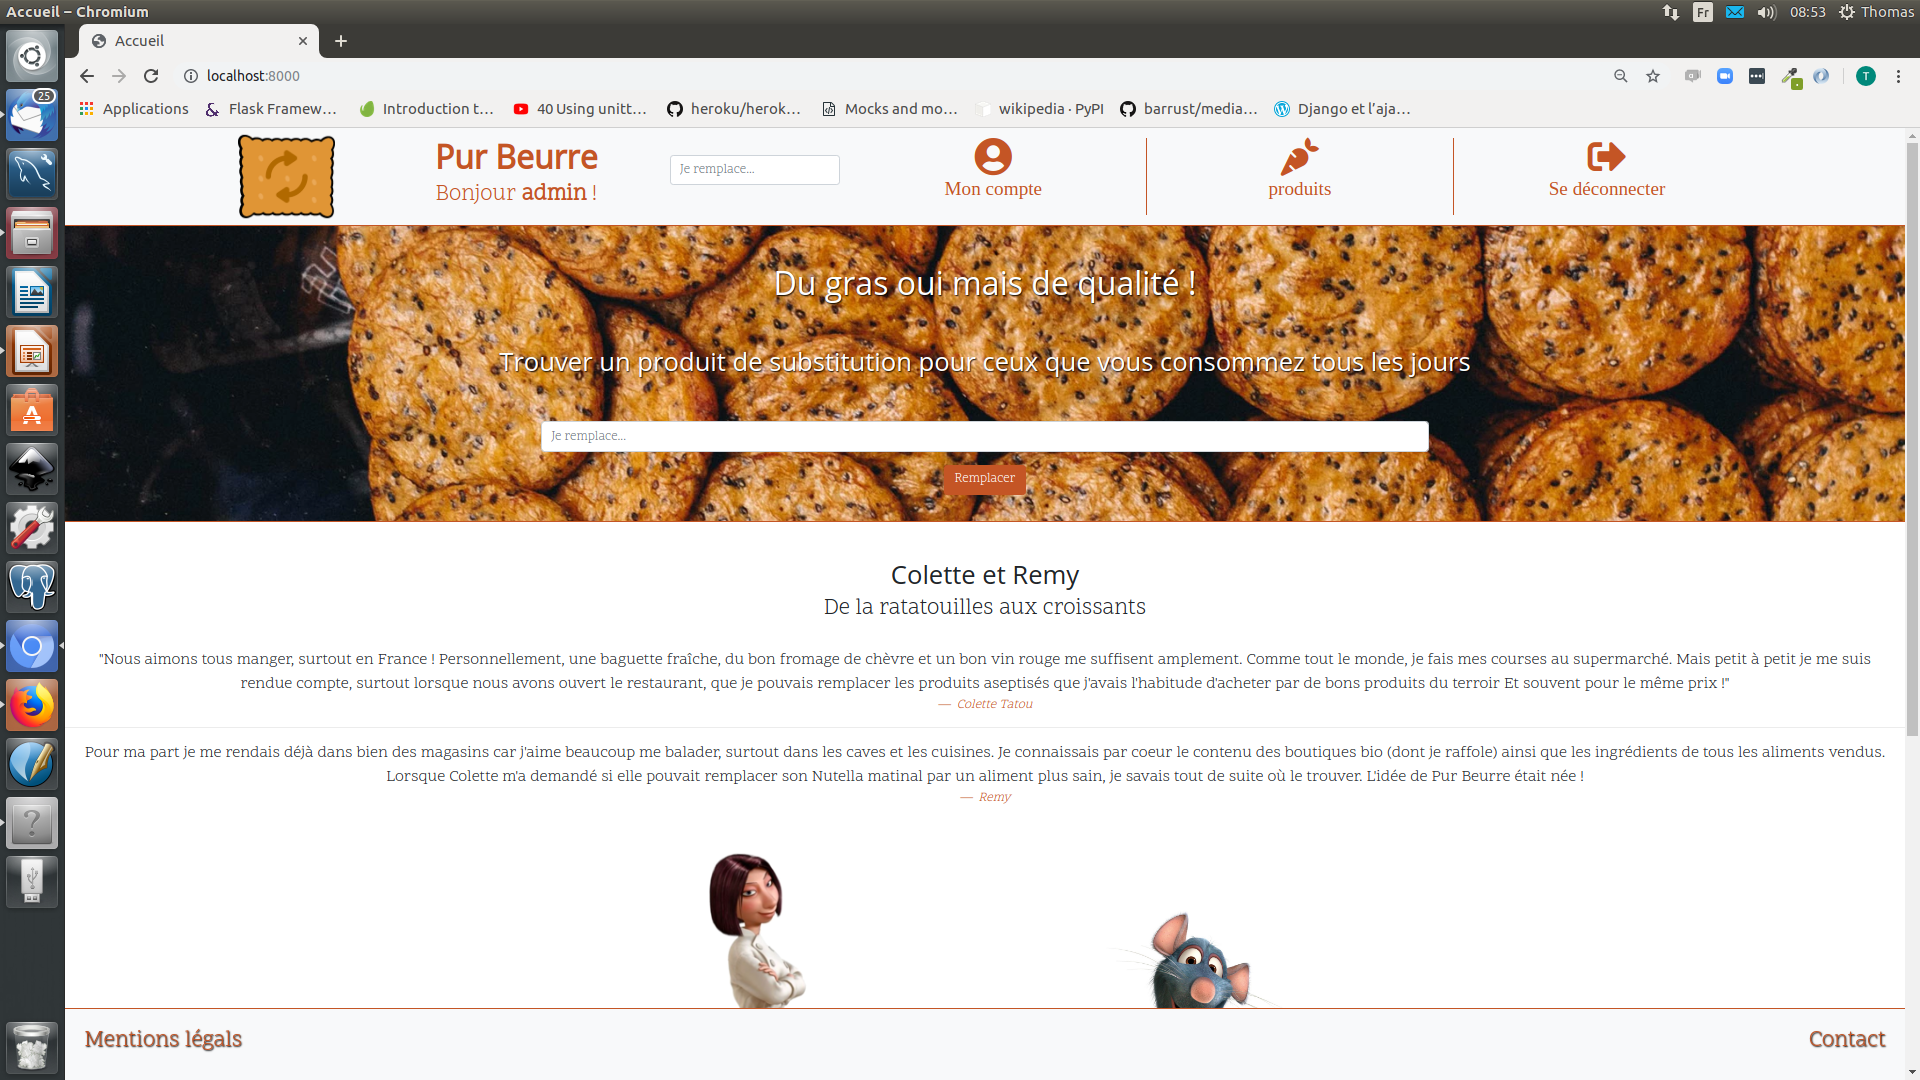 Accueil – Chromium
Fr
08:53
Thomas
Accueil
localhost:8000
T
Applications
Flask Framew...
Introduction t...
40 Using unitt...
heroku/herok...
Mocks and mo...
wikipedia · PyPI
barrust/media...
Django et l'aja...
25
Pur Beurre
Bonjour admin !
Je remplace...
Mon compte
produits
Se déconnecter
Du gras oui mais de qualité !
Trouver un produit de substitution pour ceux que vous consommez tous les jours
Je remplace...
Remplacer
Colette et Remy
De la ratatouilles aux croissants
"Nous aimons tous manger, surtout en France ! Personnellement, une baguette fraîche, du bon fromage de chèvre et un bon vin rouge me suffisent amplement. Comme tout le monde, je fais mes courses au supermarché. Mais petit à petit je me suis
rendue compte, surtout lorsque nous avons ouvert le restaurant, que je pouvais remplacer les produits aseptisés que j'avais l'habitude d'acheter par de bons produits du terroir Et souvent pour le même prix !"
— Colette Tatou
Pour ma part je me rendais déjà dans bien des magasins car j'aime beaucoup me balader, surtout dans les caves et les cuisines. Je connaissais par coeur le contenu des boutiques bio (dont je raffole) ainsi que les ingrédients de tous les aliments vendus.
Lorsque Colette m'a demandé si elle pouvait remplacer son Nutella matinal par un aliment plus sain, je savais tout de suite où le trouver. L'idée de Pur Beurre était née !
— Remy
Mentions légals
Contact